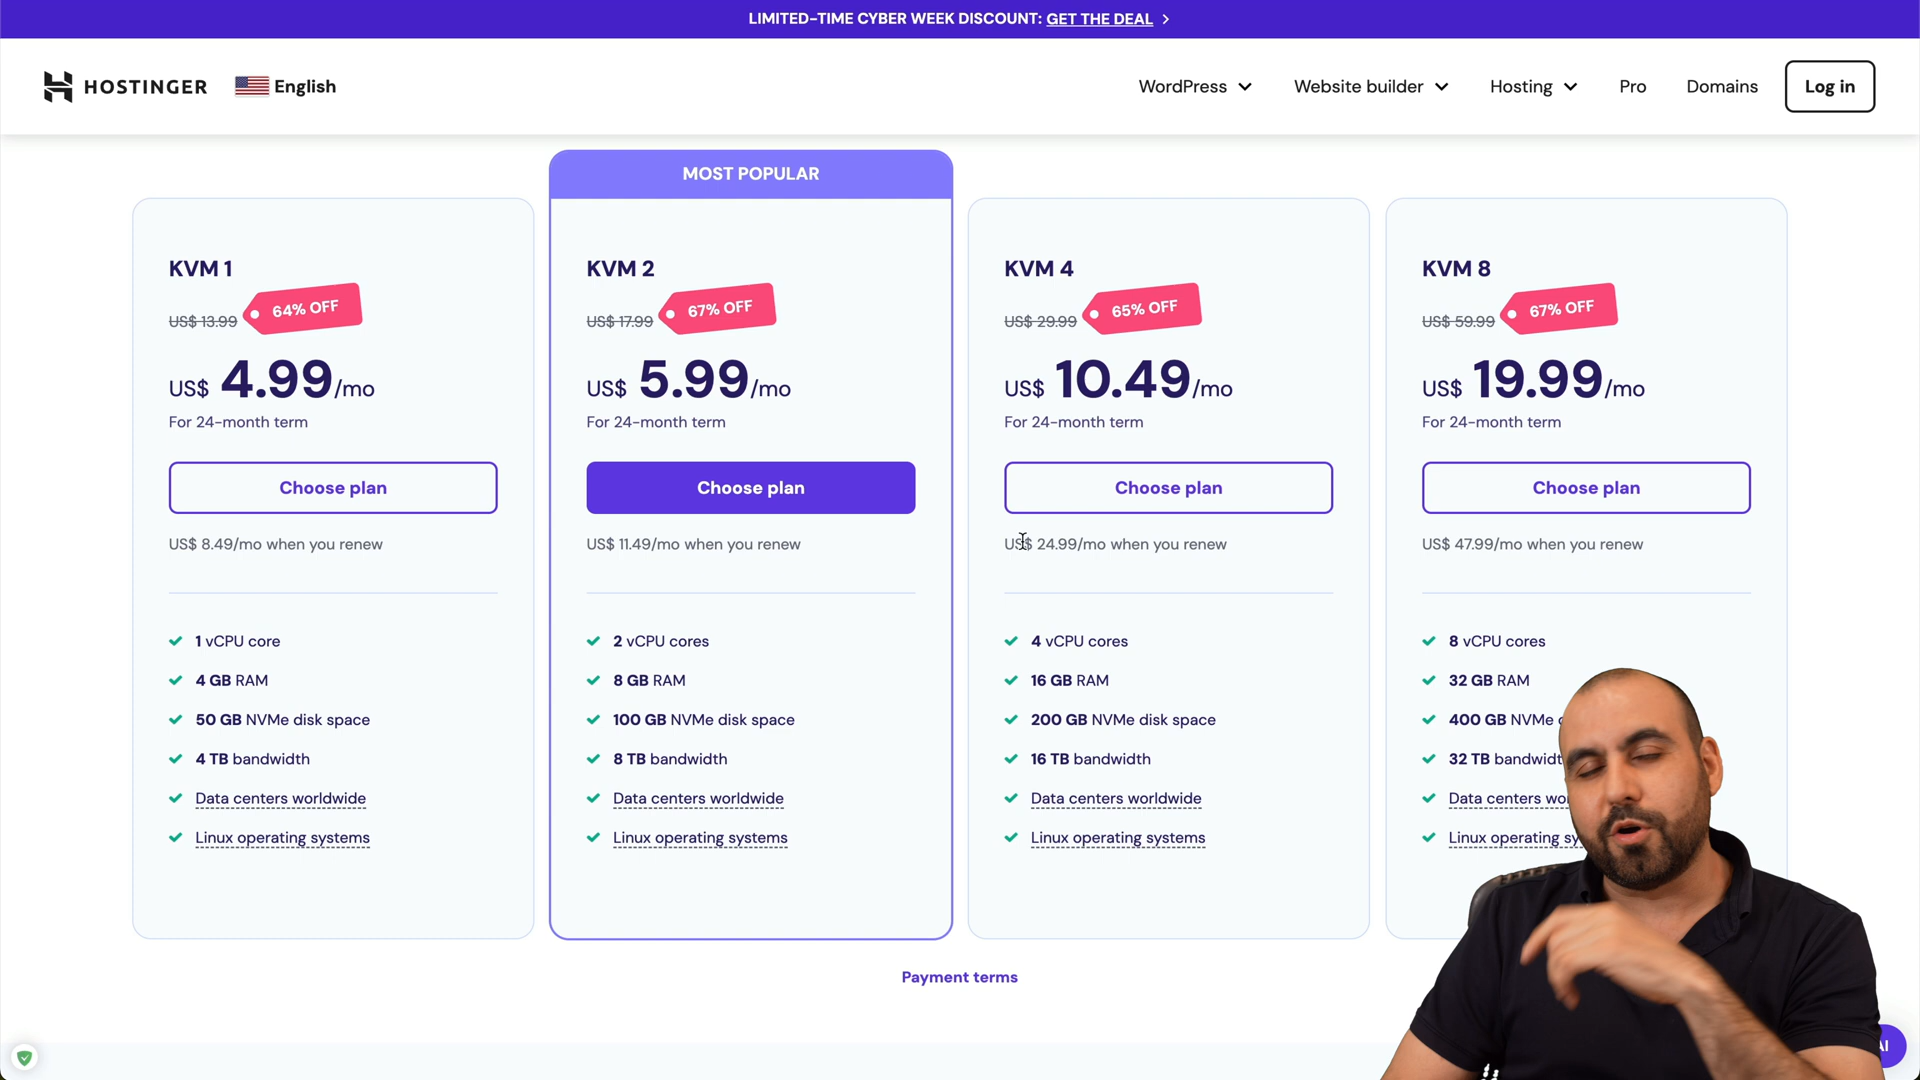 LIMITED-TIME CYBER WEEK DISCOUNT: GET THE DEAL
HOSTINGER
English
WordPress
Website builder
Hosting
Pro
Domains
Log in
MOST POPULAR
KVM 1
US$ 13.99
64% OFF
US$ 4.99/mo
For 24-month term
Choose plan
US$ 8.49/mo when you renew
1 vCPU core
4 GB RAM
50 GB NVMe disk space
4 TB bandwidth
Data centers worldwide
Linux operating systems
KVM 2
US$ 17.99
67% OFF
US$ 5.99/mo
For 24-month term
Choose plan
US$ 11.49/mo when you renew
2 vCPU cores
8 GB RAM
100 GB NVMe disk space
8 TB bandwidth
Data centers worldwide
Linux operating systems
KVM 4
US$ 29.99
65% OFF
US$ 10.49/mo
For 24-month term
Choose plan
US$ 24.99/mo when you renew
4 vCPU cores
16 GB RAM
200 GB NVMe disk space
16 TB bandwidth
Data centers worldwide
Linux operating systems
KVM 8
US$ 59.99
67% OFF
US$ 19.99/mo
For 24-month term
Choose plan
US$ 47.99/mo when you renew
8 vCPU cores
32 GB RAM
400 GB NVMe
32 TB
Data centers
Linux operating
Payment terms
AI